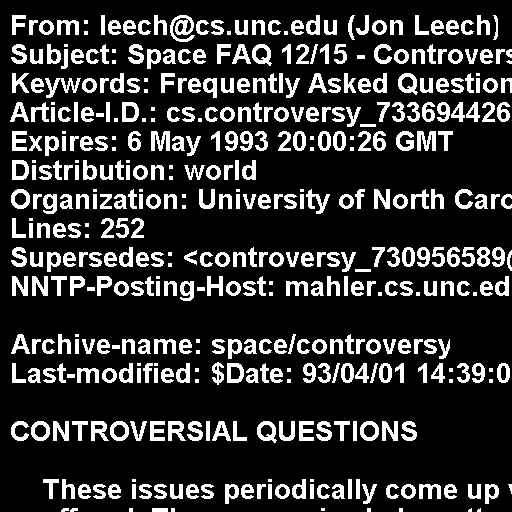 From: leech@cs.unc.edu (Jon Leech)
Subject: Space FAQ 12/15 - Controvers
Keywords: Frequently Asked Question
Article-I.D.: cs.controversy_733694426
Expires: 6 May 1993 20:00:26 GMT
Distribution: world
Organization: University of North Caro
Lines: 252
Supersedes: <controversy_730956589@
NNTP-Posting-Host: mahler.cs.unc.ed
Archive-name: space/controversy
Last-modified: $Date: 93/04/01 14:39:0
CONTROVERSIAL QUESTIONS
These issues periodically come up